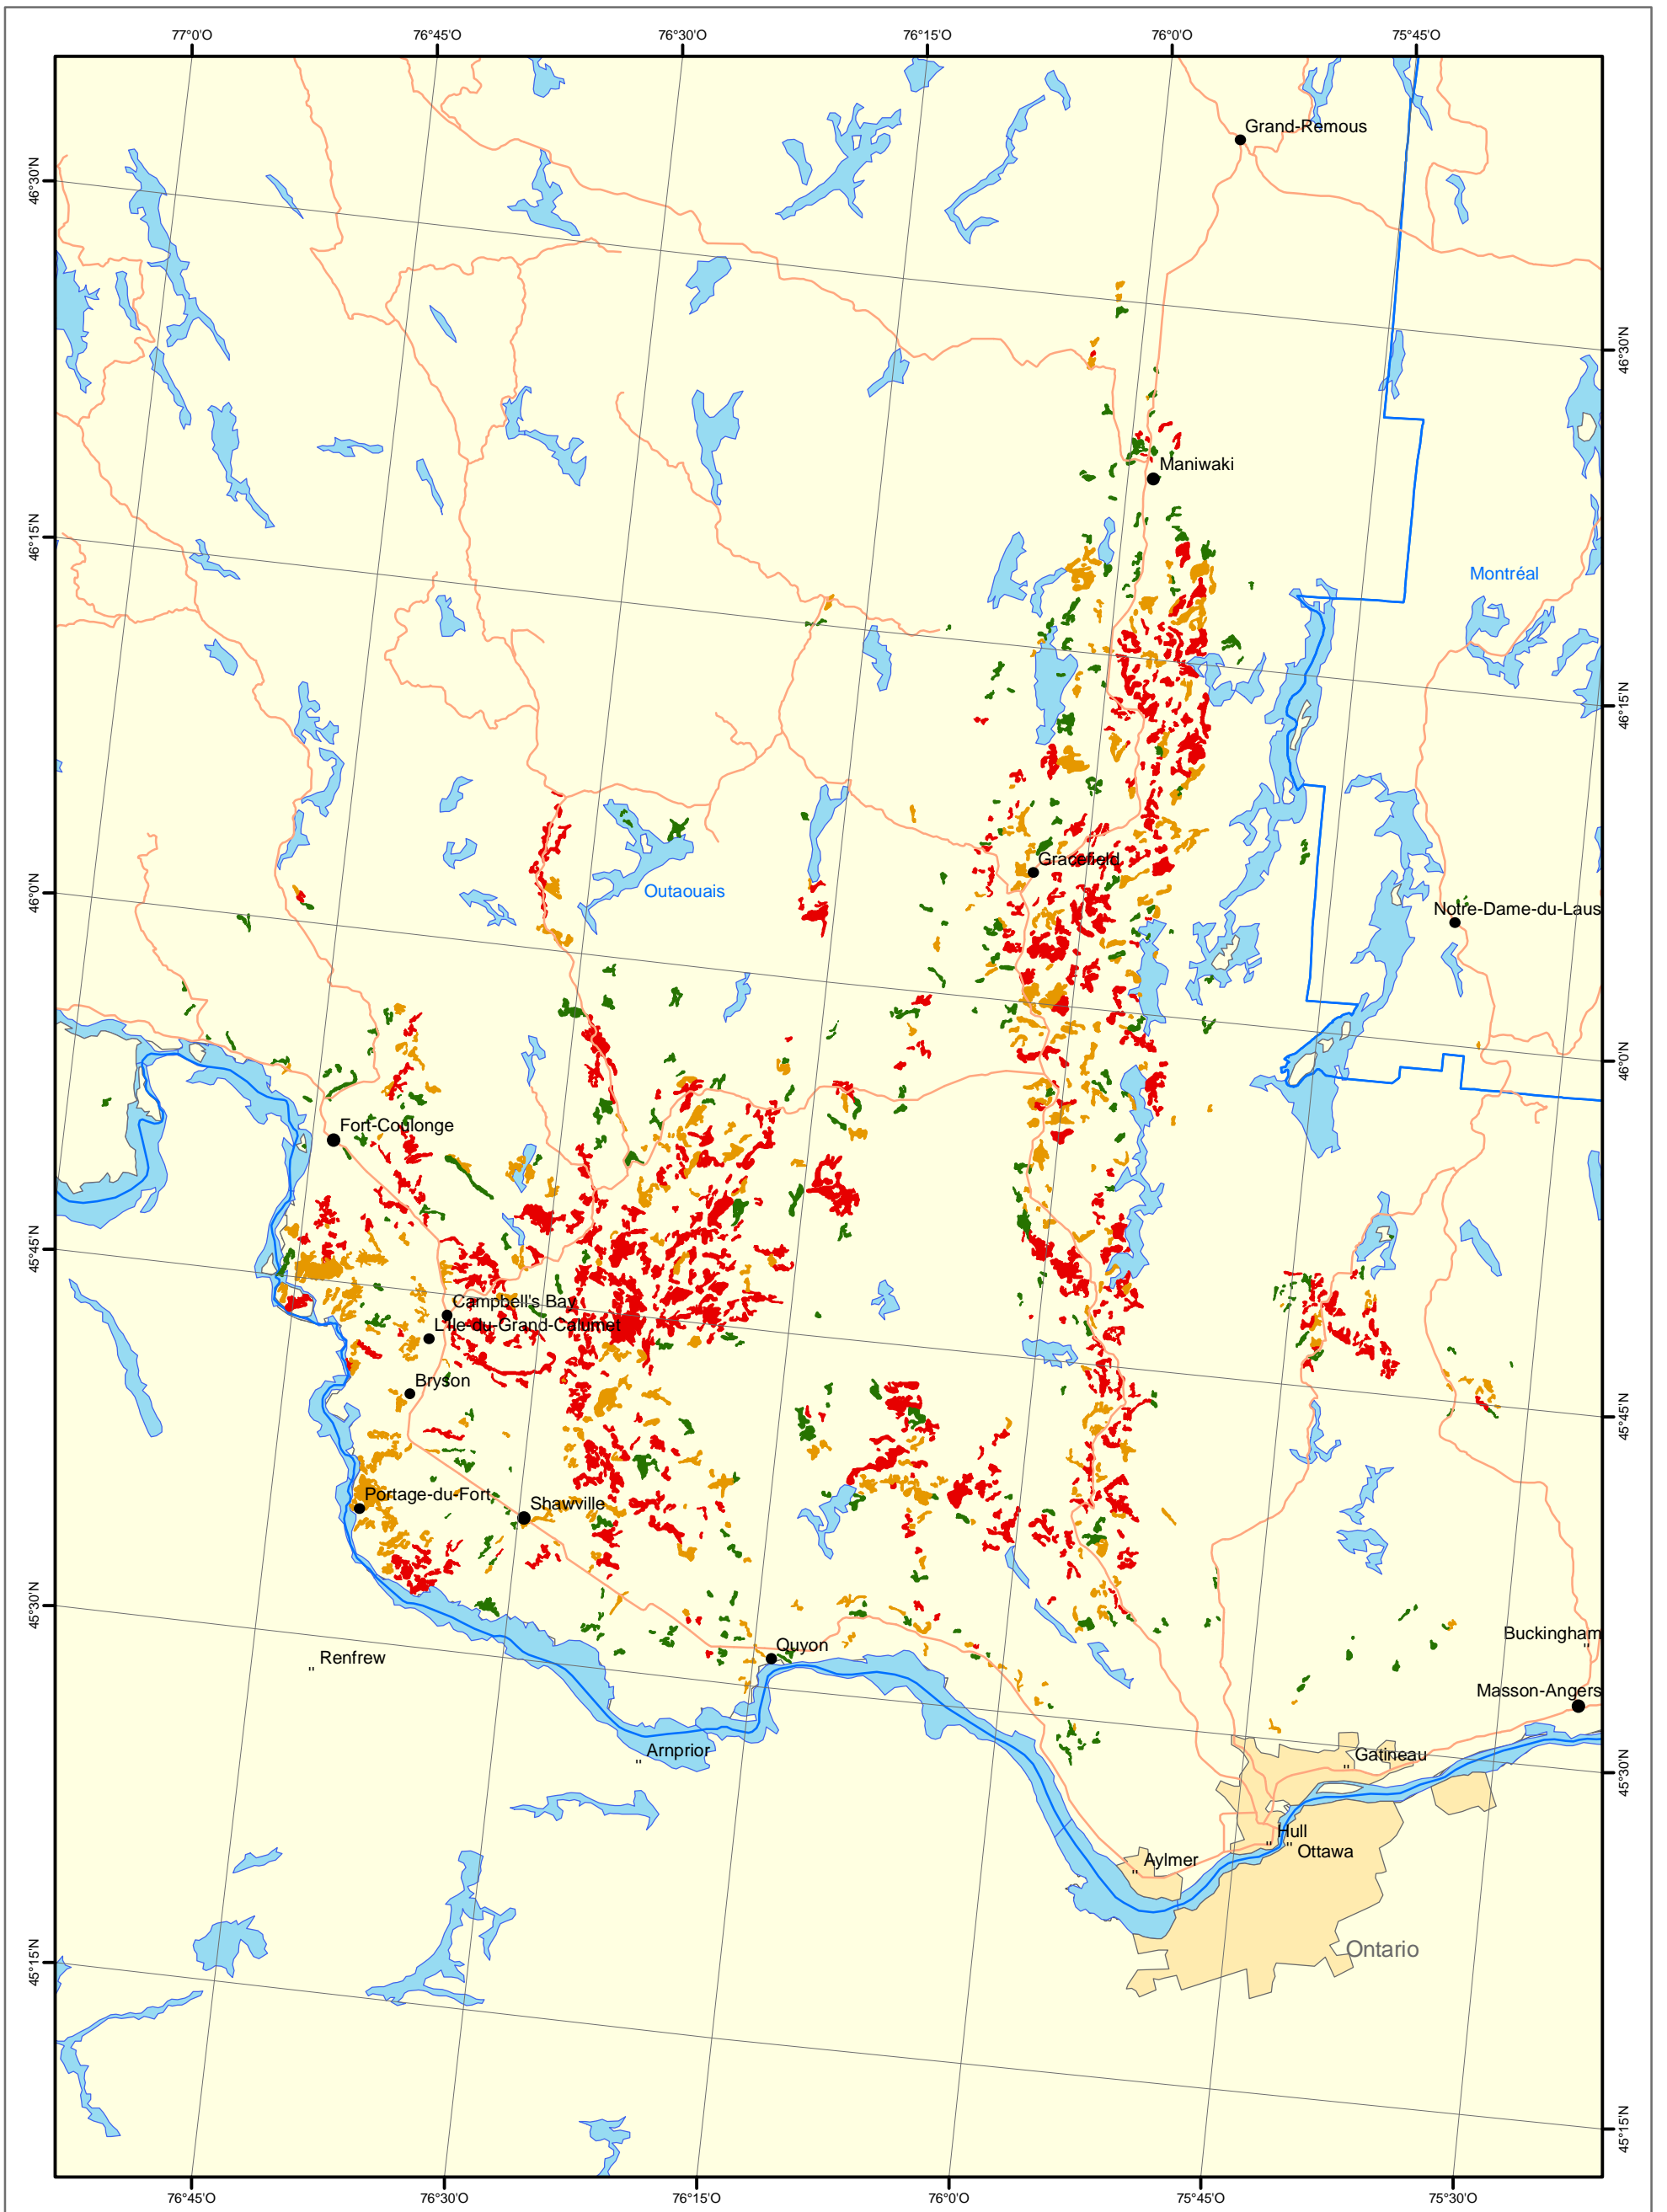 77°0'O
76°45'O
76°30'O
76°15'O
76°0'O
75°45'O
Grand-Remous
46°30'N
46°30'N
Maniwaki
46°15'N
Montréal
46°15'N
Gracefield
46°0'N
Outaouais
Notre-Dame-du-Laus
46°0'N
Fort-Coulonge
45°45'N
Campbell's Bay
L'Île-du-Grand-Calumet
Bryson
45°45'N
Portage-du-Fort
Shawville
45°30'N
Quyon
Buckingham
Renfrew
Masson-Angers
Arnprior
Gatineau
45°30'N
Hull
Ottawa
Aylmer
Ontario
45°15'N
45°15'N
76°45'O
76°30'O
76°15'O
76°0'O
75°45'O
75°30'O